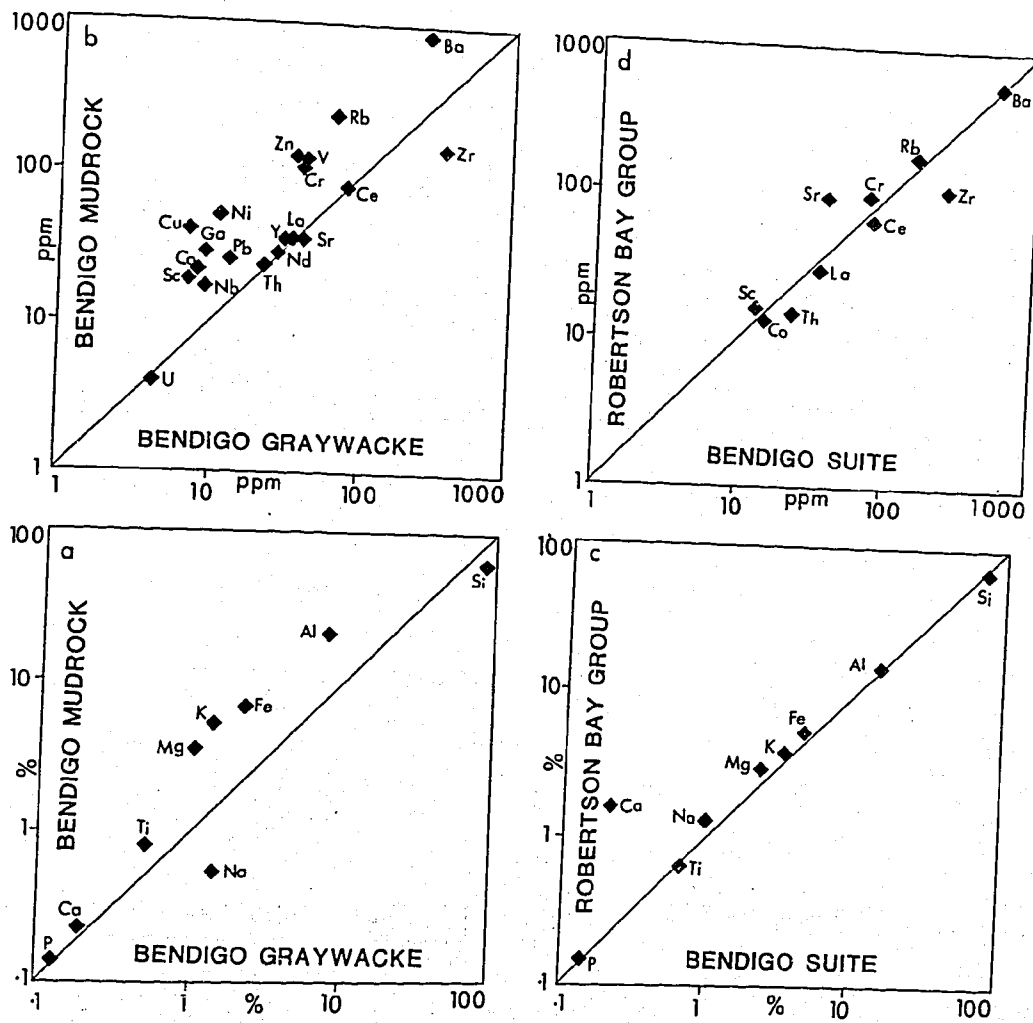 1000
b
BENDIGO MUDROCK
ppm
100
10
1
Ba
Rb
Zn
V
Cr
Zr
Ce
Cu
Ni
Ga
La
Y
Sr
Pb
Co
Nd
Sc
Nb
Th
U
BENDIGO GRAYWACKE
1
10
ppm
100
1000
1000
d
ROBERTSON BAY GROUP
ppm
100
10
1
Ba
Rb
Sr
Cr
Zr
Ce
La
Sc
Co
Th
BENDIGO SUITE
1
10
ppm
100
1000
100
a
BENDIGO MUDROCK
%
10
1
·1
Si
Al
K
Fe
Mg
Ti
Na
Ca
P
BENDIGO GRAYWACKE
·1
1
%
10
100
100
c
ROBERTSON BAY GROUP
%
10
1
·1
Si
Al
Fe
K
Mg
Ca
Na
Ti
P
BENDIGO SUITE
·1
1
%
10
100